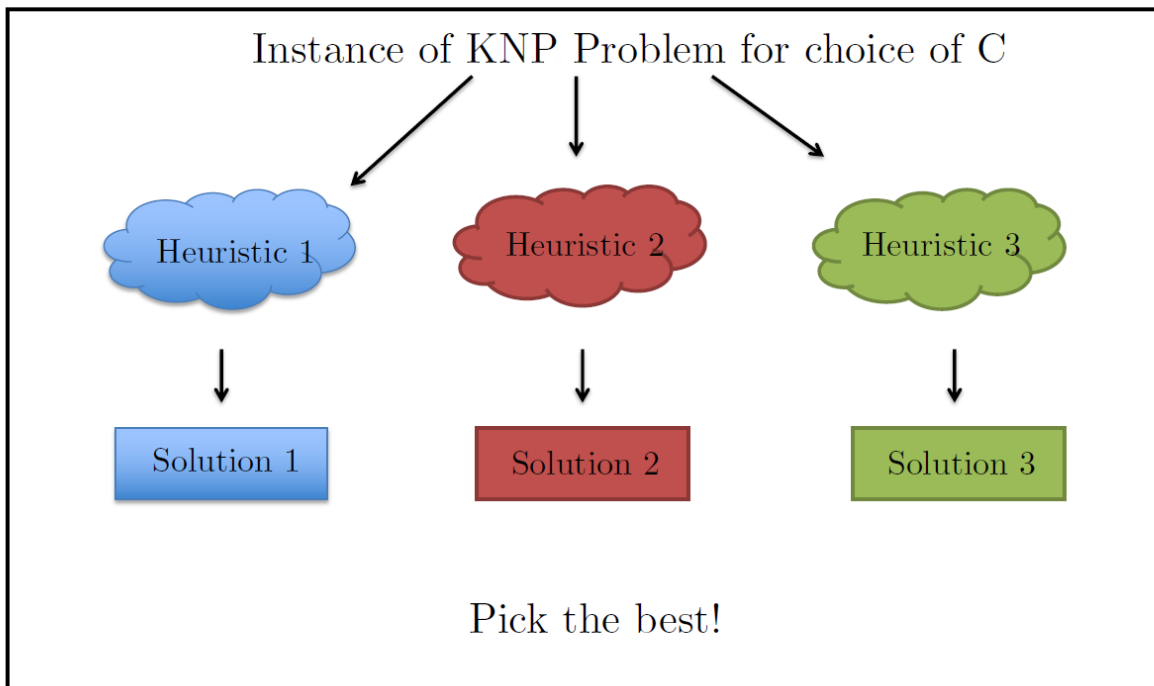 Instance of KNP Problem for choice of C
Heuristic 1
Heuristic 2
Heuristic 3
Solution 1
Solution 2
Solution 3
Pick the best!